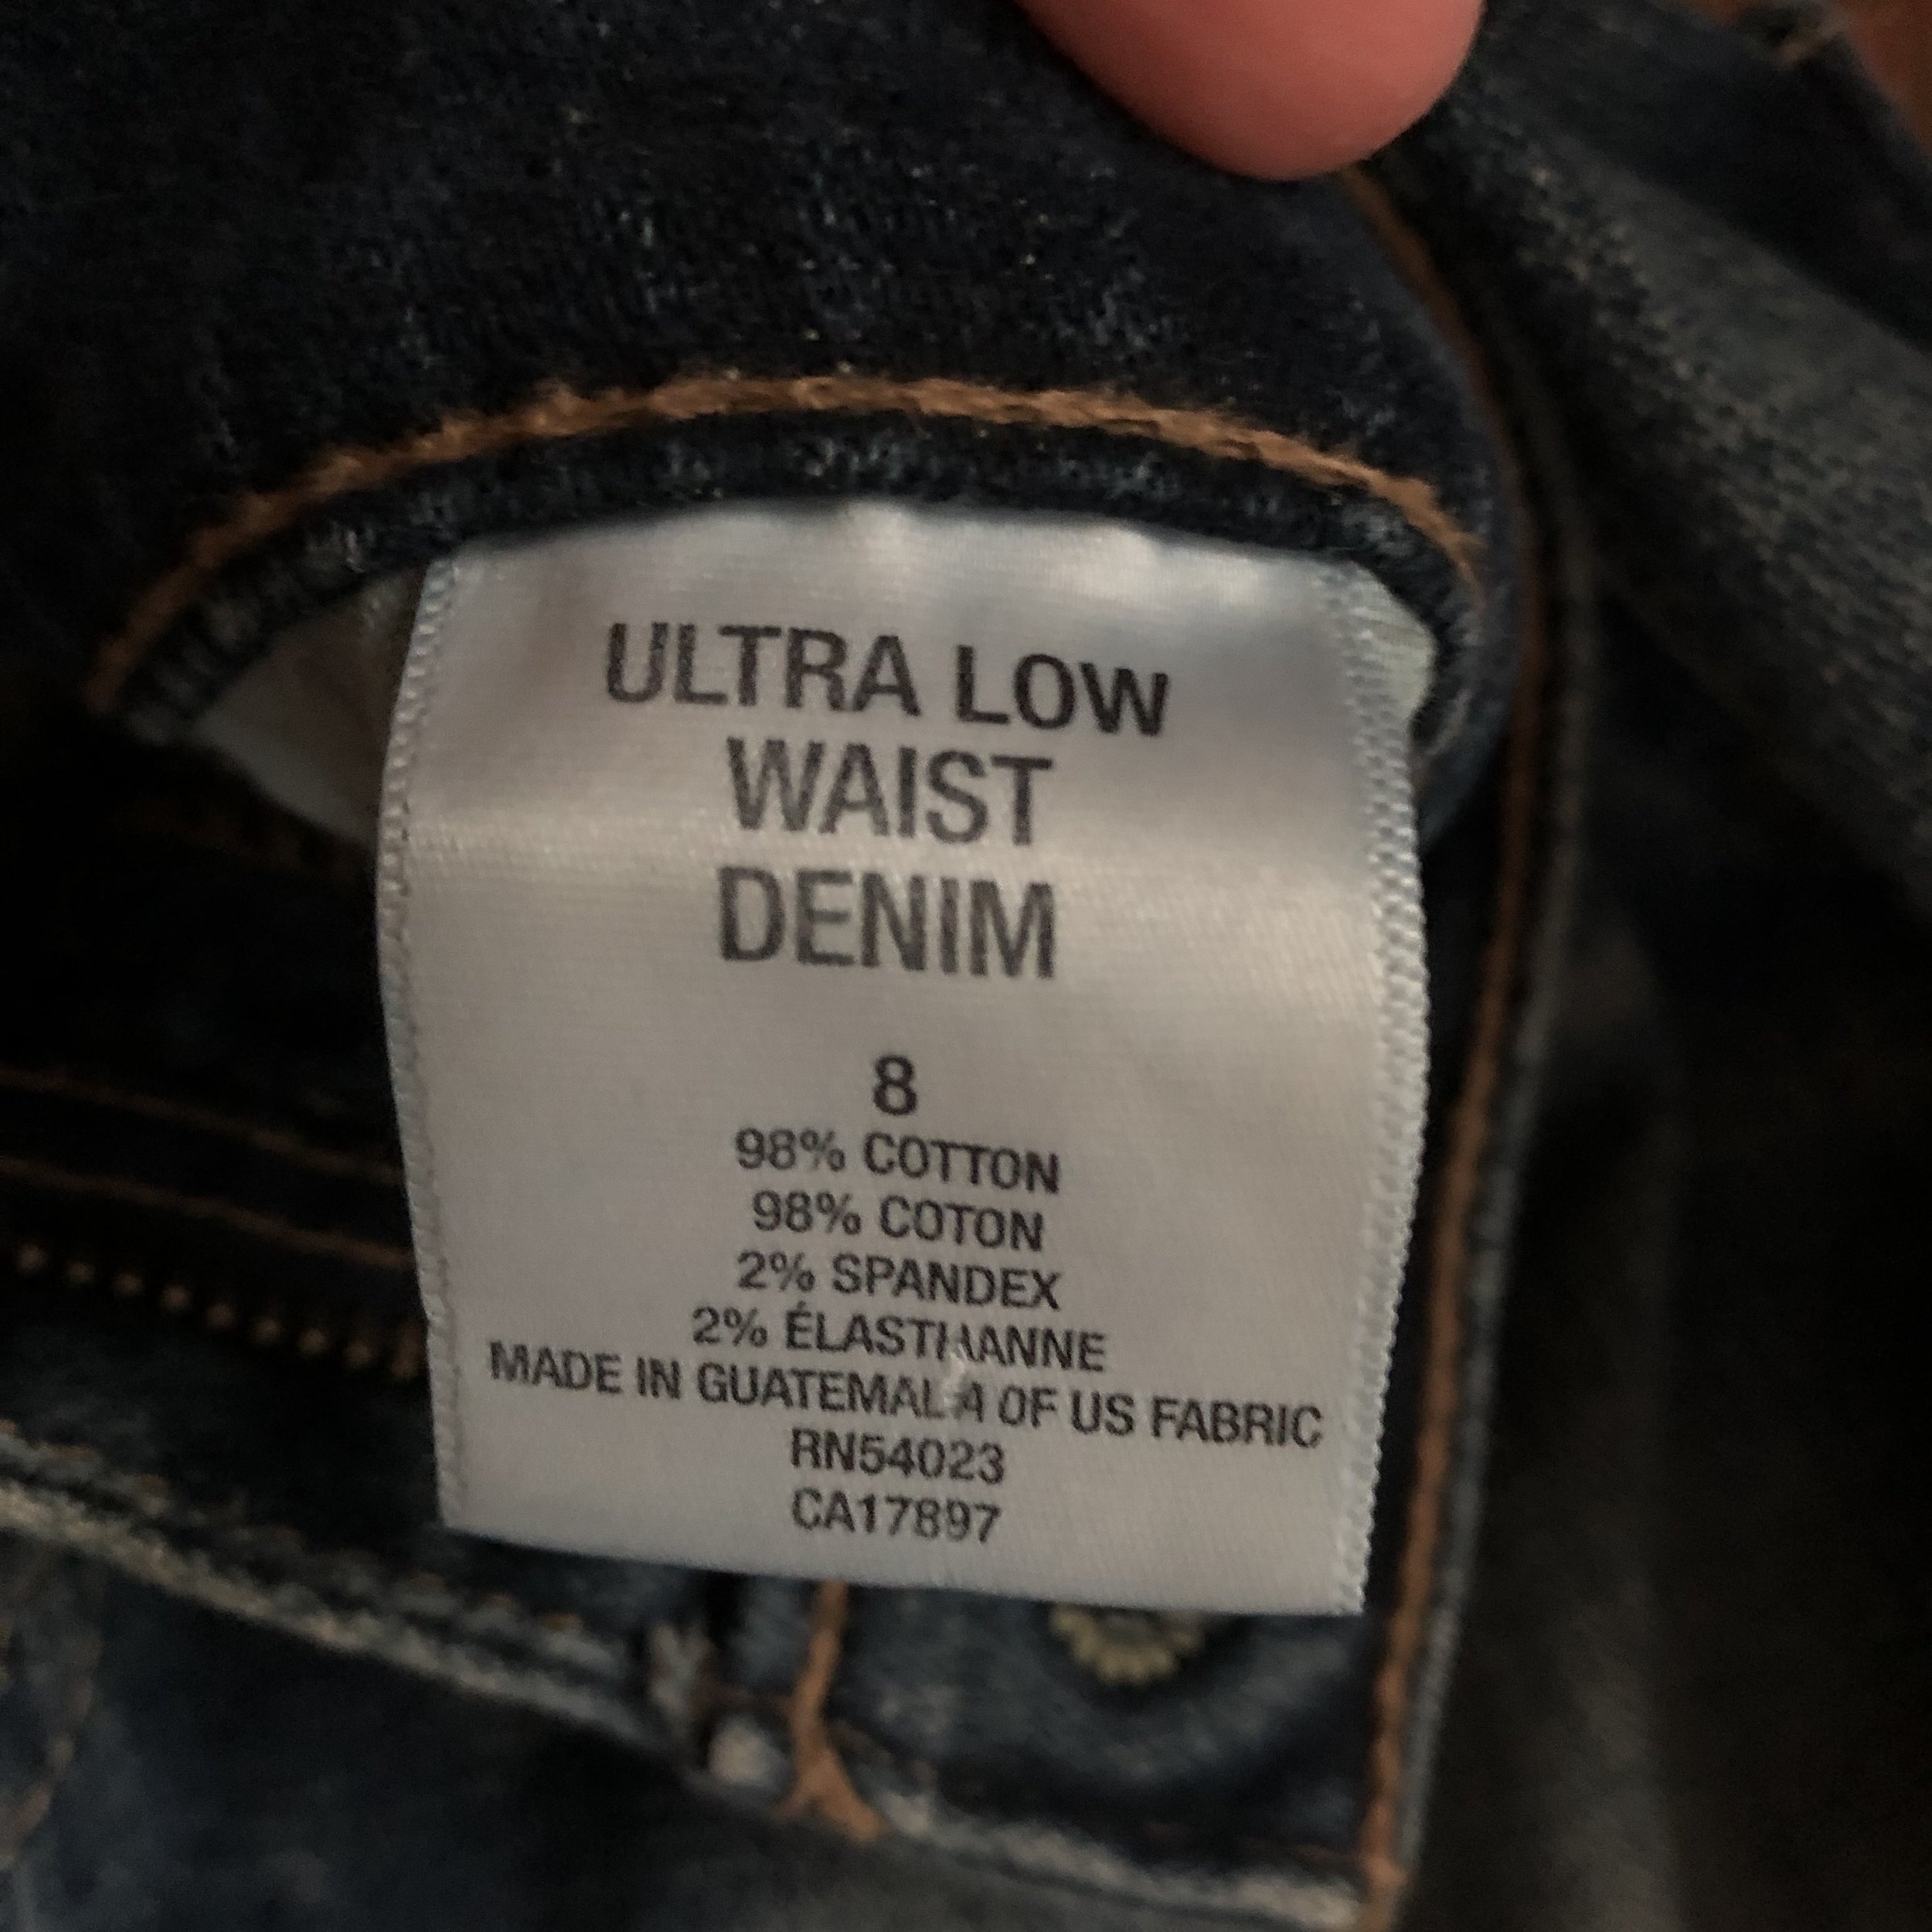 ULTRA LOW
WAIST
DENIM
8
98% COTTON
98% COTON
2% SPANDEX
2% ÉLASTHANNE
MADE IN GUATEMALA OF US FABRIC
RN54023
CA17897